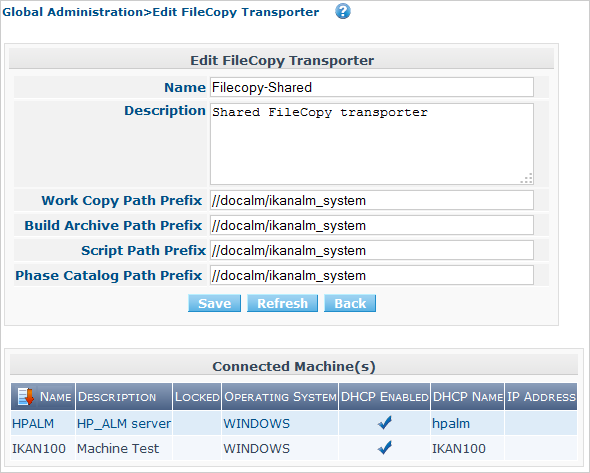 Global Administration>Edit FileCopy Transporter ?
Edit FileCopy Transporter
Name Filecopy-Shared
Description Shared FileCopy transporter
Work Copy Path Prefix //docalm/ikanalm_system
Build Archive Path Prefix //docalm/ikanalm_system
Script Path Prefix //docalm/ikanalm_system
Phase Catalog Path Prefix //docalm/ikanalm_system
Save Refresh Back
Connected Machine(s)
Name Description Locked Operating System DHCP Enabled DHCP Name IP Address
HPALM HP_ALM server WINDOWS hpalm
IKAN100 Machine Test WINDOWS IKAN100